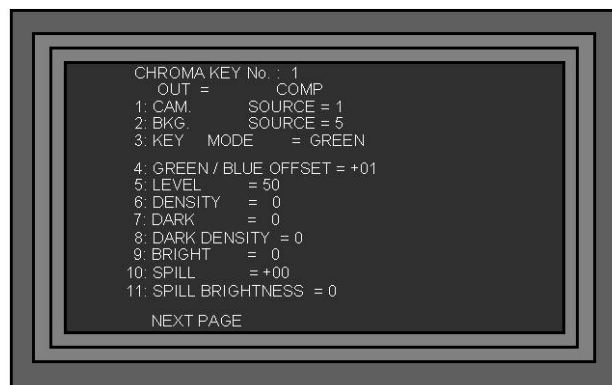 CHROMA KEY No. : 1
OUT = COMP
1: CAM. SOURCE = 1
2: BKG. SOURCE = 5
3: KEY MODE = GREEN
4: GREEN / BLUE OFFSET = +01
5: LEVEL = 50
6: DENSITY = 0
7: DARK = 0
8: DARK DENSITY = 0
9: BRIGHT = 0
10: SPILL = +00
11: SPILL BRIGHTNESS = 0
NEXT PAGE